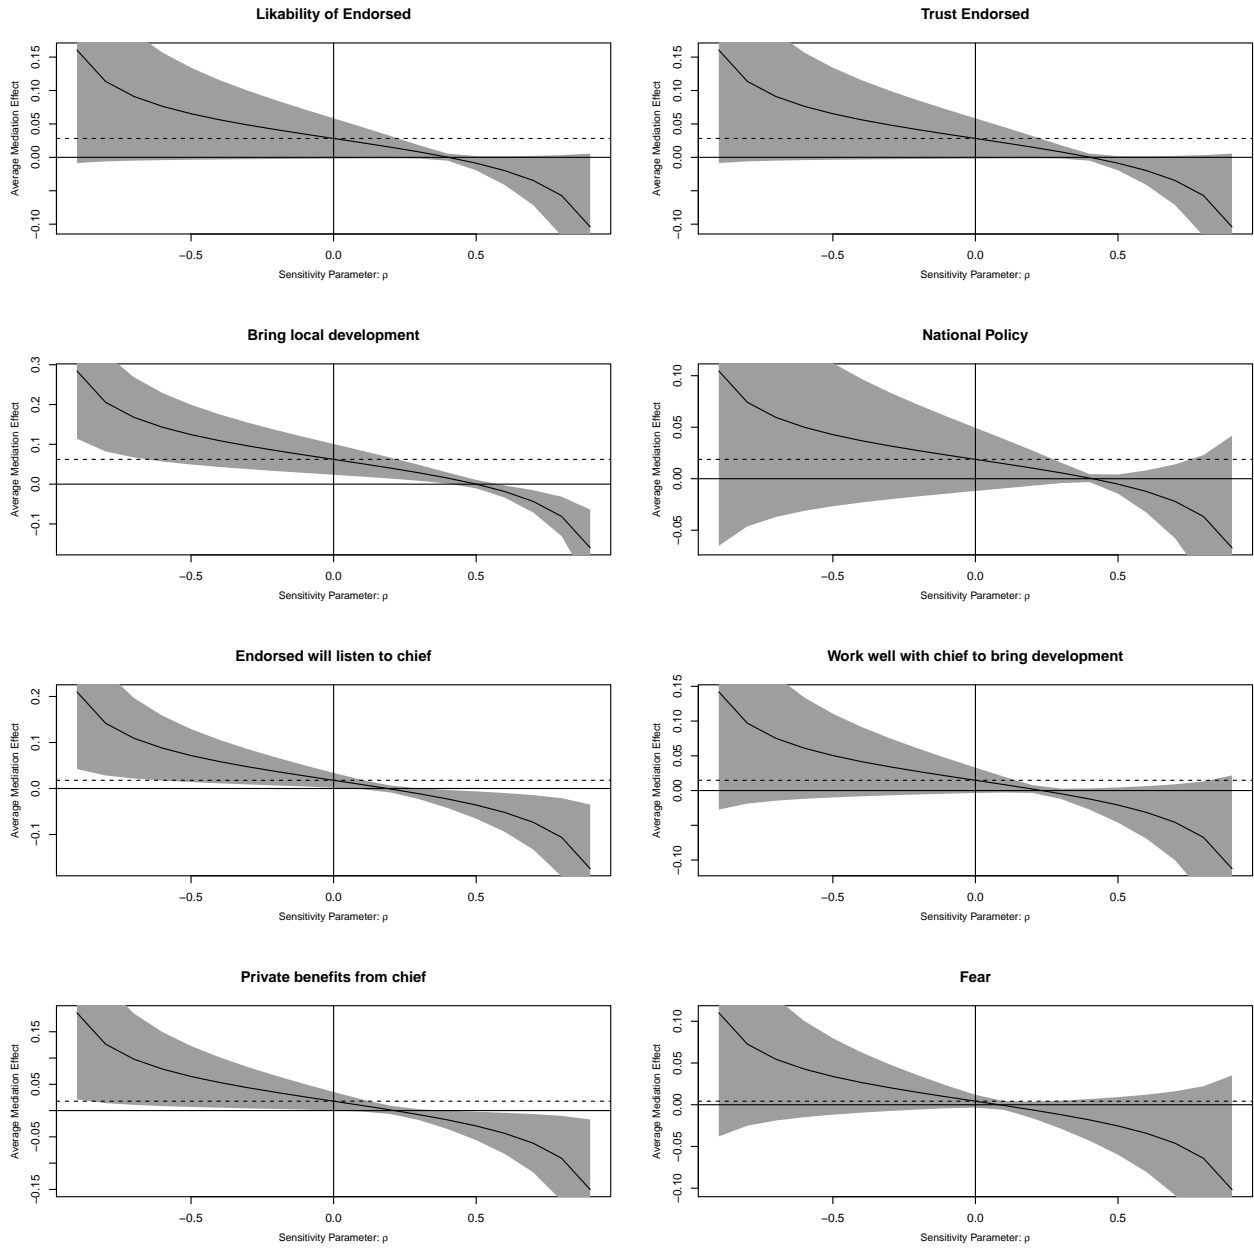 Likability of Endorsed
Average Mediation Effect
−0.10 0.00 0.05 0.10 0.15
−0.5 0.0 0.5
Sensitivity Parameter: ρ
Trust Endorsed
Average Mediation Effect
−0.10 0.00 0.05 0.10 0.15
−0.5 0.0 0.5
Sensitivity Parameter: ρ
Bring local development
Average Mediation Effect
−0.1 0.0 0.1 0.2 0.3
−0.5 0.0 0.5
Sensitivity Parameter: ρ
National Policy
Average Mediation Effect
−0.05 0.00 0.05 0.10
−0.5 0.0 0.5
Sensitivity Parameter: ρ
Endorsed will listen to chief
Average Mediation Effect
−0.1 0.0 0.1 0.2
−0.5 0.0 0.5
Sensitivity Parameter: ρ
Work well with chief to bring development
Average Mediation Effect
−0.10 0.00 0.05 0.10 0.15
−0.5 0.0 0.5
Sensitivity Parameter: ρ
Private benefits from chief
Average Mediation Effect
−0.15 −0.05 0.05 0.15
−0.5 0.0 0.5
Sensitivity Parameter: ρ
Fear
Average Mediation Effect
−0.10 −0.05 0.00 0.05 0.10
−0.5 0.0 0.5
Sensitivity Parameter: ρ